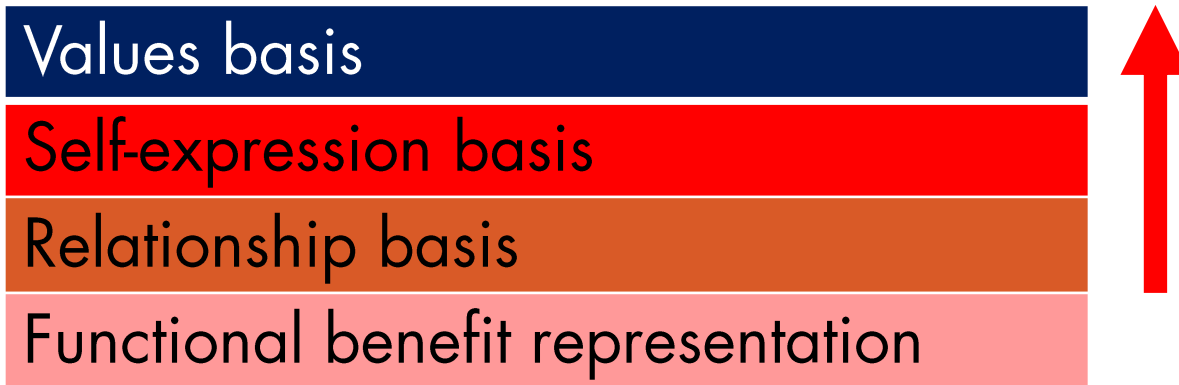 Values basis
Self-expression basis
Relationship basis
Functional benefit representation